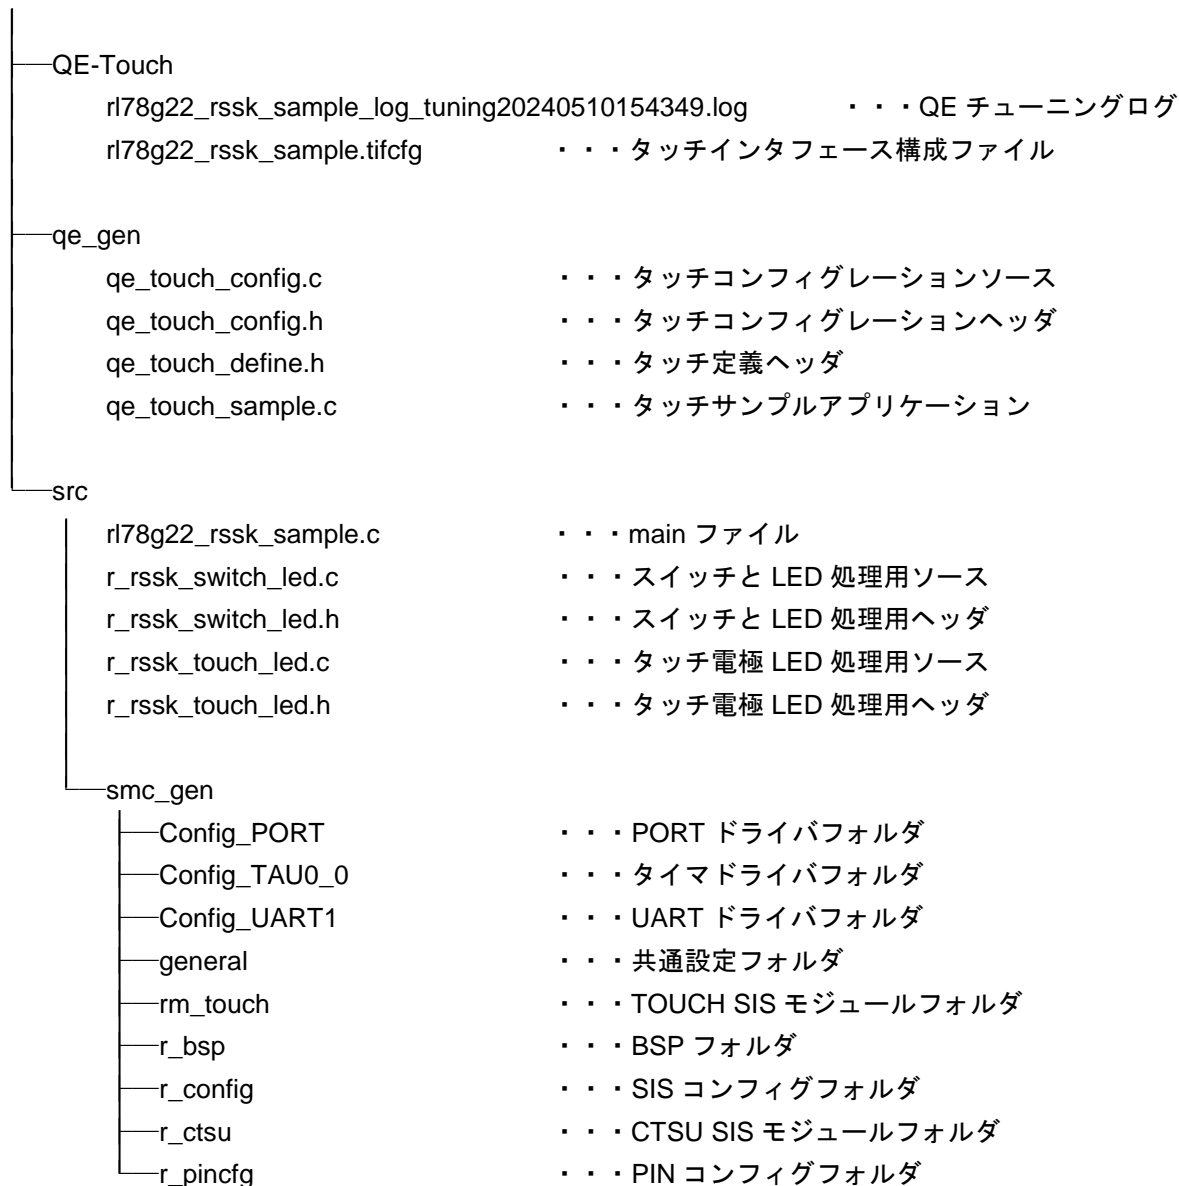 QE-Touch
rl78g22_rssk_sample_log_tuning20240510154349.log ・・・QE チューニングログ
rl78g22_rssk_sample.tifcfg ・・・タッチインタフェース構成ファイル
qe_gen
qe_touch_config.c ・・・タッチコンフィグレーションソース
qe_touch_config.h ・・・タッチコンフィグレーションヘッダ
qe_touch_define.h ・・・タッチ定義ヘッダ
qe_touch_sample.c ・・・タッチサンプルアプリケーション
src
rl78g22_rssk_sample.c ・・・main ファイル
r_rssk_switch_led.c ・・・スイッチと LED 処理用ソース
r_rssk_switch_led.h ・・・スイッチと LED 処理用ヘッダ
r_rssk_touch_led.c ・・・タッチ電極 LED 処理用ソース
r_rssk_touch_led.h ・・・タッチ電極 LED 処理用ヘッダ
smc_gen
Config_PORT ・・・PORT ドライバフォルダ
Config_TAU0_0 ・・・タイマドライバフォルダ
Config_UART1 ・・・UART ドライバフォルダ
general ・・・共通設定フォルダ
rm_touch ・・・TOUCH SIS モジュールフォルダ
r_bsp ・・・BSP フォルダ
r_config ・・・SIS コンフィグフォルダ
r_ctsu ・・・CTSU SIS モジュールフォルダ
r_pincfg ・・・PIN コンフィグフォルダ